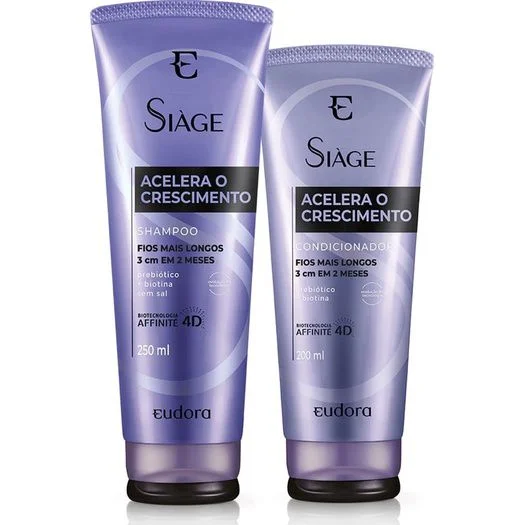 E
SIÀGE
ACELERA O
CRESCIMENTO
SHAMPOO
FIOS MAIS LONGOS
3 cm EM 2 MESES
prebiótico
+ biotina
sem sal
BIOTECNOLOGIA
AFFINITÉ 4D
250 ml
eudora
E
SIÀGE
ACELERA O
CRESCIMENTO
CONDICIONADOR
FIOS MAIS LONGOS
3 cm EM 2 MESES
prebiótico
+ biotina
BIOTECNOLOGIA
AFFINITÉ 4D
200 ml
eudora